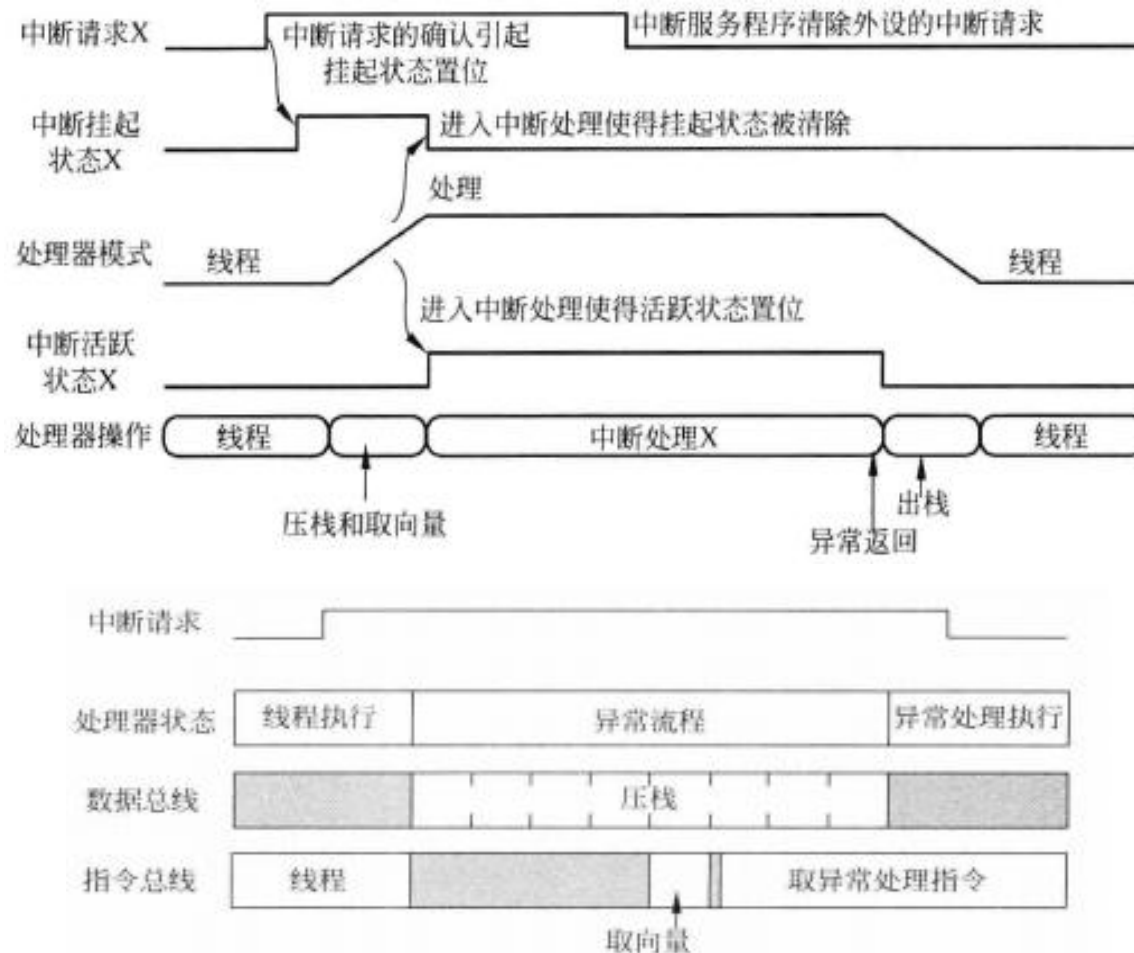 中断请求X
中断请求的确认引起
挂起状态置位
中断服务程序清除外设的中断请求
中断挂起
状态X
进入中断处理使得挂起状态被清除
处理
处理器模式
线程
线程
进入中断处理使得活跃状态置位
中断活跃
状态X
处理器操作
线程
中断处理X
线程
压栈和取向量
异常返回
出栈
中断请求
处理器状态
线程执行
异常流程
异常处理执行
数据总线
压栈
指令总线
线程
取异常处理指令
取向量